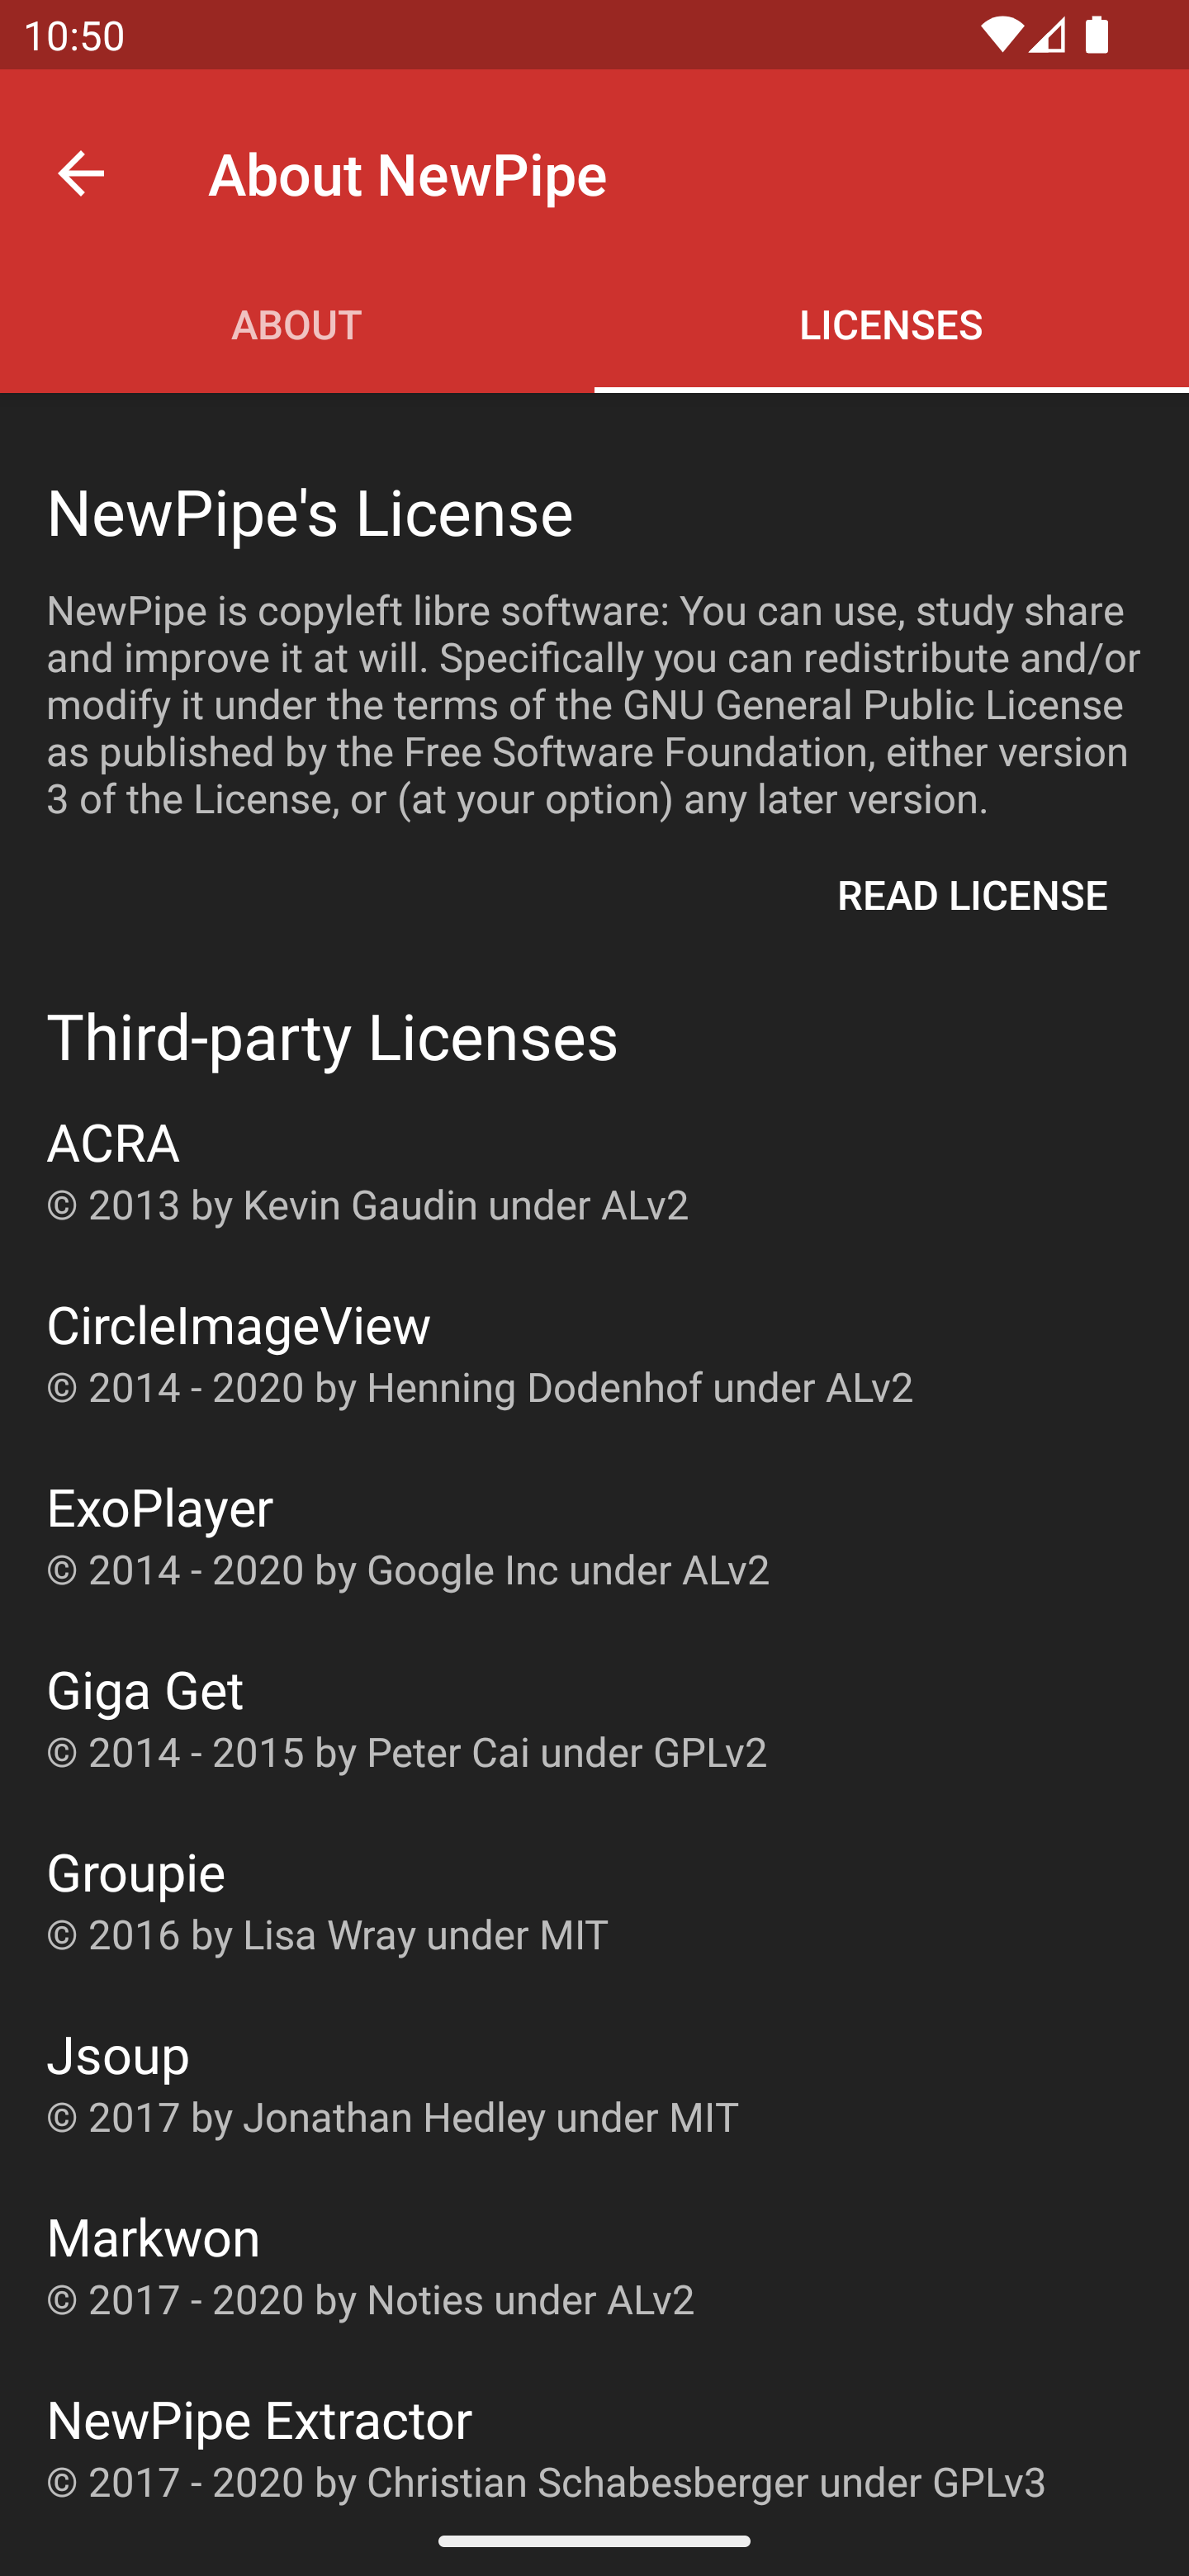 10:50
About NewPipe
ABOUT
LICENSES
NewPipe's License
NewPipe is copyleft libre software: You can use, study share
and improve it at will. Specifically you can redistribute and/or
modify it under the terms of the GNU General Public License
as published by the Free Software Foundation, either version
3 of the License, or (at your option) any later version.
READ LICENSE
Third-party Licenses
ACRA
© 2013 by Kevin Gaudin under ALv2
CircleImageView
© 2014 - 2020 by Henning Dodenhof under ALv2
ExoPlayer
© 2014 - 2020 by Google Inc under ALv2
Giga Get
© 2014 - 2015 by Peter Cai under GPLv2
Groupie
© 2016 by Lisa Wray under MIT
Jsoup
© 2017 by Jonathan Hedley under MIT
Markwon
© 2017 - 2020 by Noties under ALv2
NewPipe Extractor
© 2017 - 2020 by Christian Schabesberger under GPLv3